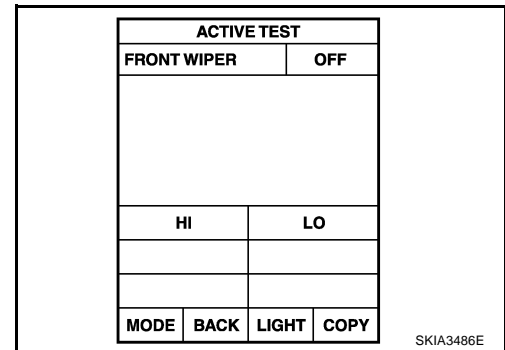 ACTIVE TEST
FRONT WIPER OFF
HI LO
MODE BACK LIGHT COPY
SKIA3486E